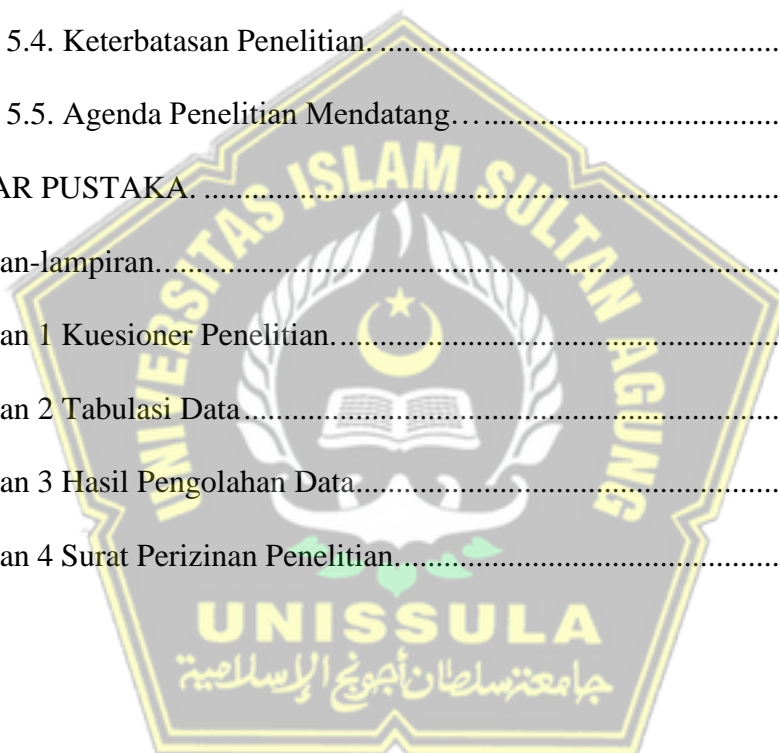 5.4. Keterbatasan Penelitian. ..................................................
5.5. Agenda Penelitian Mendatang…......................................
AR PUSTAKA. ........................................................................
an-lampiran..............................................................................
an 1 Kuesioner Penelitian.......................................................
an 2 Tabulasi Data...................................................................
an 3 Hasil Pengolahan Data.....................................................
an 4 Surat Perizinan Penelitian................................................
UNIVERSITAS ISLAM SULTAN AGUNG
UNISSULA
جامعة سلطان أجونج الإسلامية